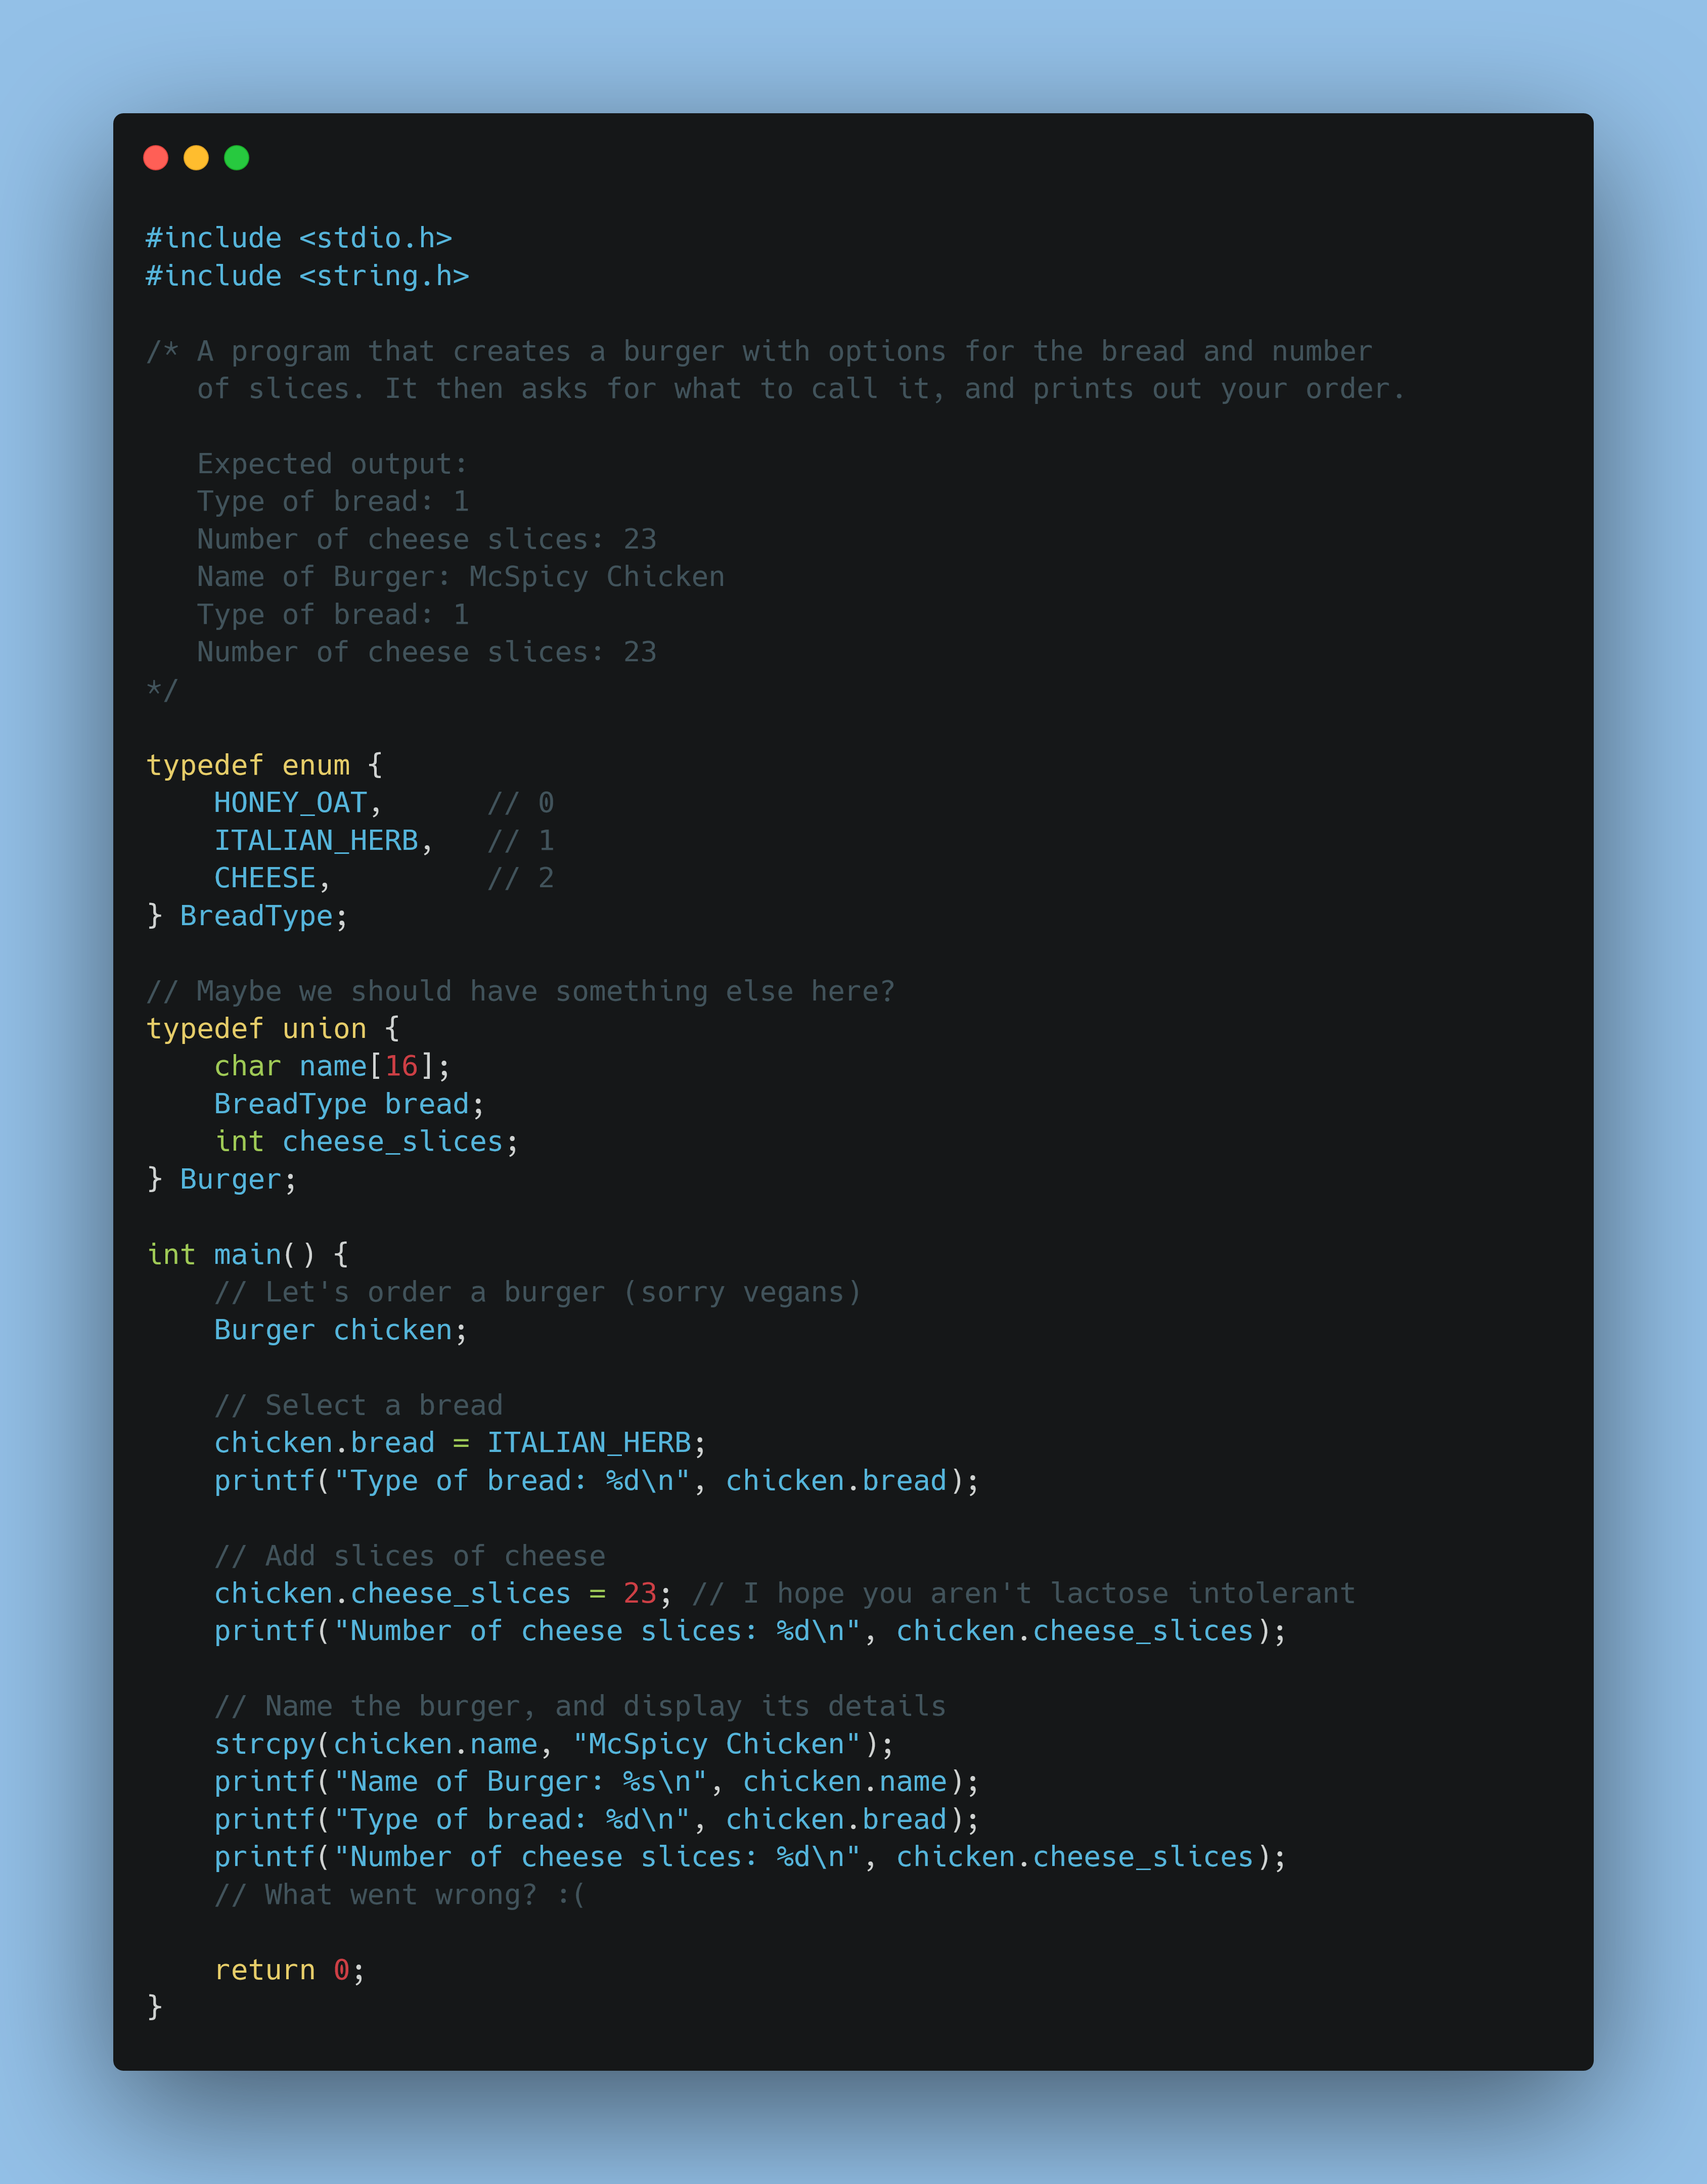 #include <stdio.h>
#include <string.h>

/* A program that creates a burger with options for the bread and number
   of slices. It then asks for what to call it, and prints out your order.

   Expected output:
   Type of bread: 1
   Number of cheese slices: 23
   Name of Burger: McSpicy Chicken
   Type of bread: 1
   Number of cheese slices: 23
*/

typedef enum {
    HONEY_OAT,      // 0
    ITALIAN_HERB,   // 1
    CHEESE,         // 2
} BreadType;

// Maybe we should have something else here?
typedef union {
    char name[16];
    BreadType bread;
    int cheese_slices;
} Burger;

int main() {
    // Let's order a burger (sorry vegans)
    Burger chicken;

    // Select a bread
    chicken.bread = ITALIAN_HERB;
    printf("Type of bread: %d\n", chicken.bread);

    // Add slices of cheese
    chicken.cheese_slices = 23; // I hope you aren't lactose intolerant
    printf("Number of cheese slices: %d\n", chicken.cheese_slices);

    // Name the burger, and display its details
    strcpy(chicken.name, "McSpicy Chicken");
    printf("Name of Burger: %s\n", chicken.name);
    printf("Type of bread: %d\n", chicken.bread);
    printf("Number of cheese slices: %d\n", chicken.cheese_slices);
    // What went wrong? :(

    return 0;
}